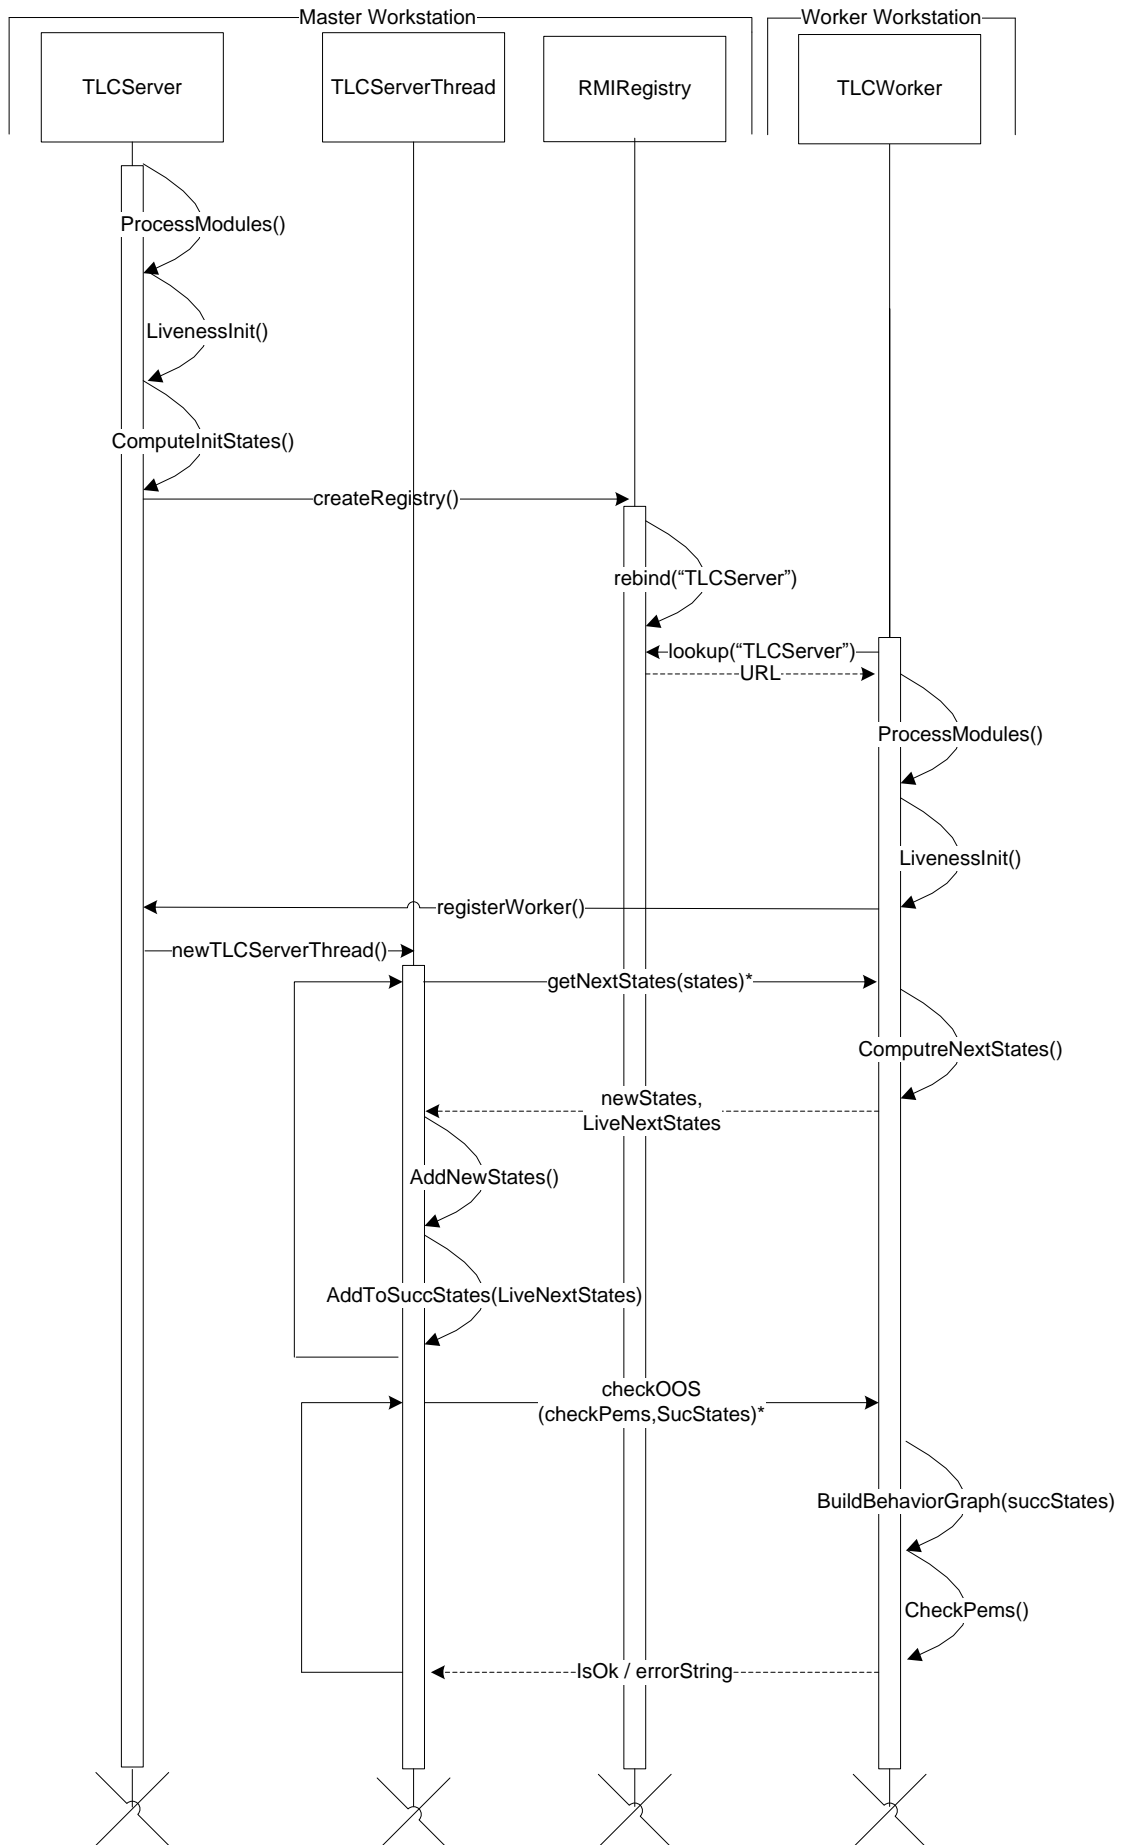 Master Workstation
Worker Workstation
TLCServer
TLCServerThread
RMIRegistry
TLCWorker
ProcessModules()
LivenessInit()
ComputeInitStates()
createRegistry()
rebind(“TLCServer”)
lookup(“TLCServer”)
URL
ProcessModules()
LivenessInit()
registerWorker()
newTLCServerThread()
getNextStates(states)*
ComputreNextStates()
newStates,
LiveNextStates
AddNewStates()
AddToSuccStates(LiveNextStates)
checkOOS
(checkPems,SucStates)*
BuildBehaviorGraph(succStates)
CheckPems()
IsOk / errorString